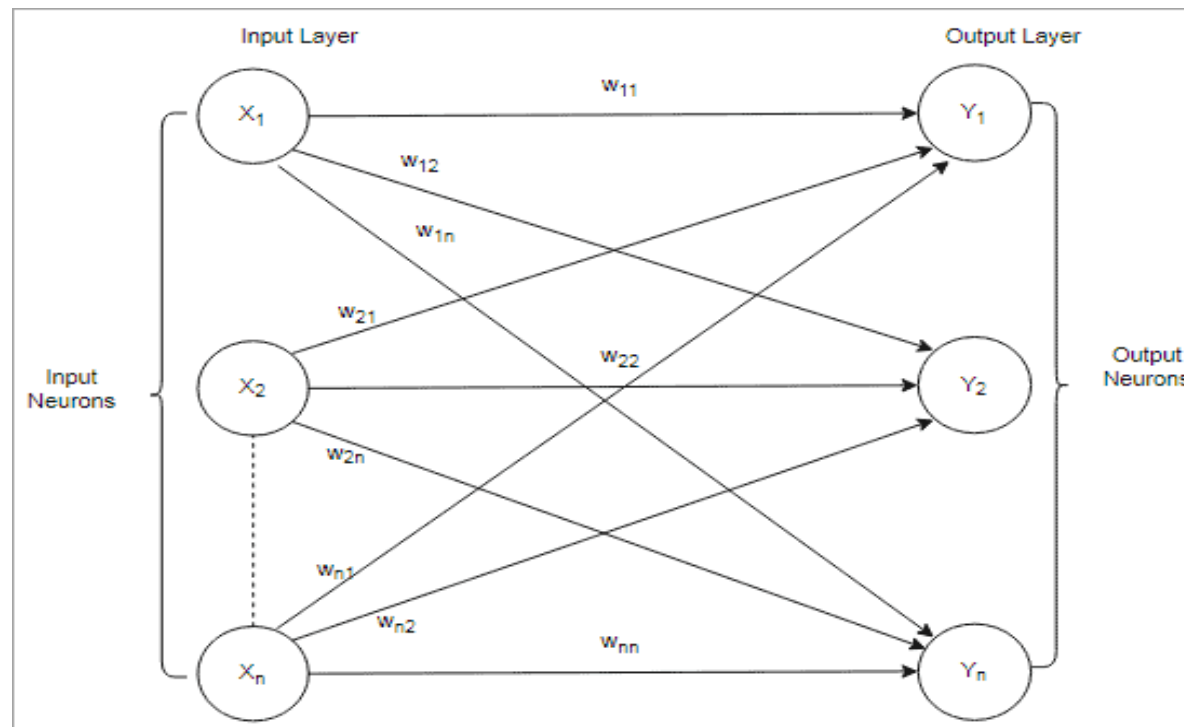 Input Layer
Output Layer
X₁
w₁₁
Y₁
w₁₂
w₁ₙ
w₂₁
w₂₂
Input
Neurons
X₂
Y₂
Output
Neurons
w₂ₙ
wₙ₁
wₙ₂
wₙₙ
Xₙ
Yₙ